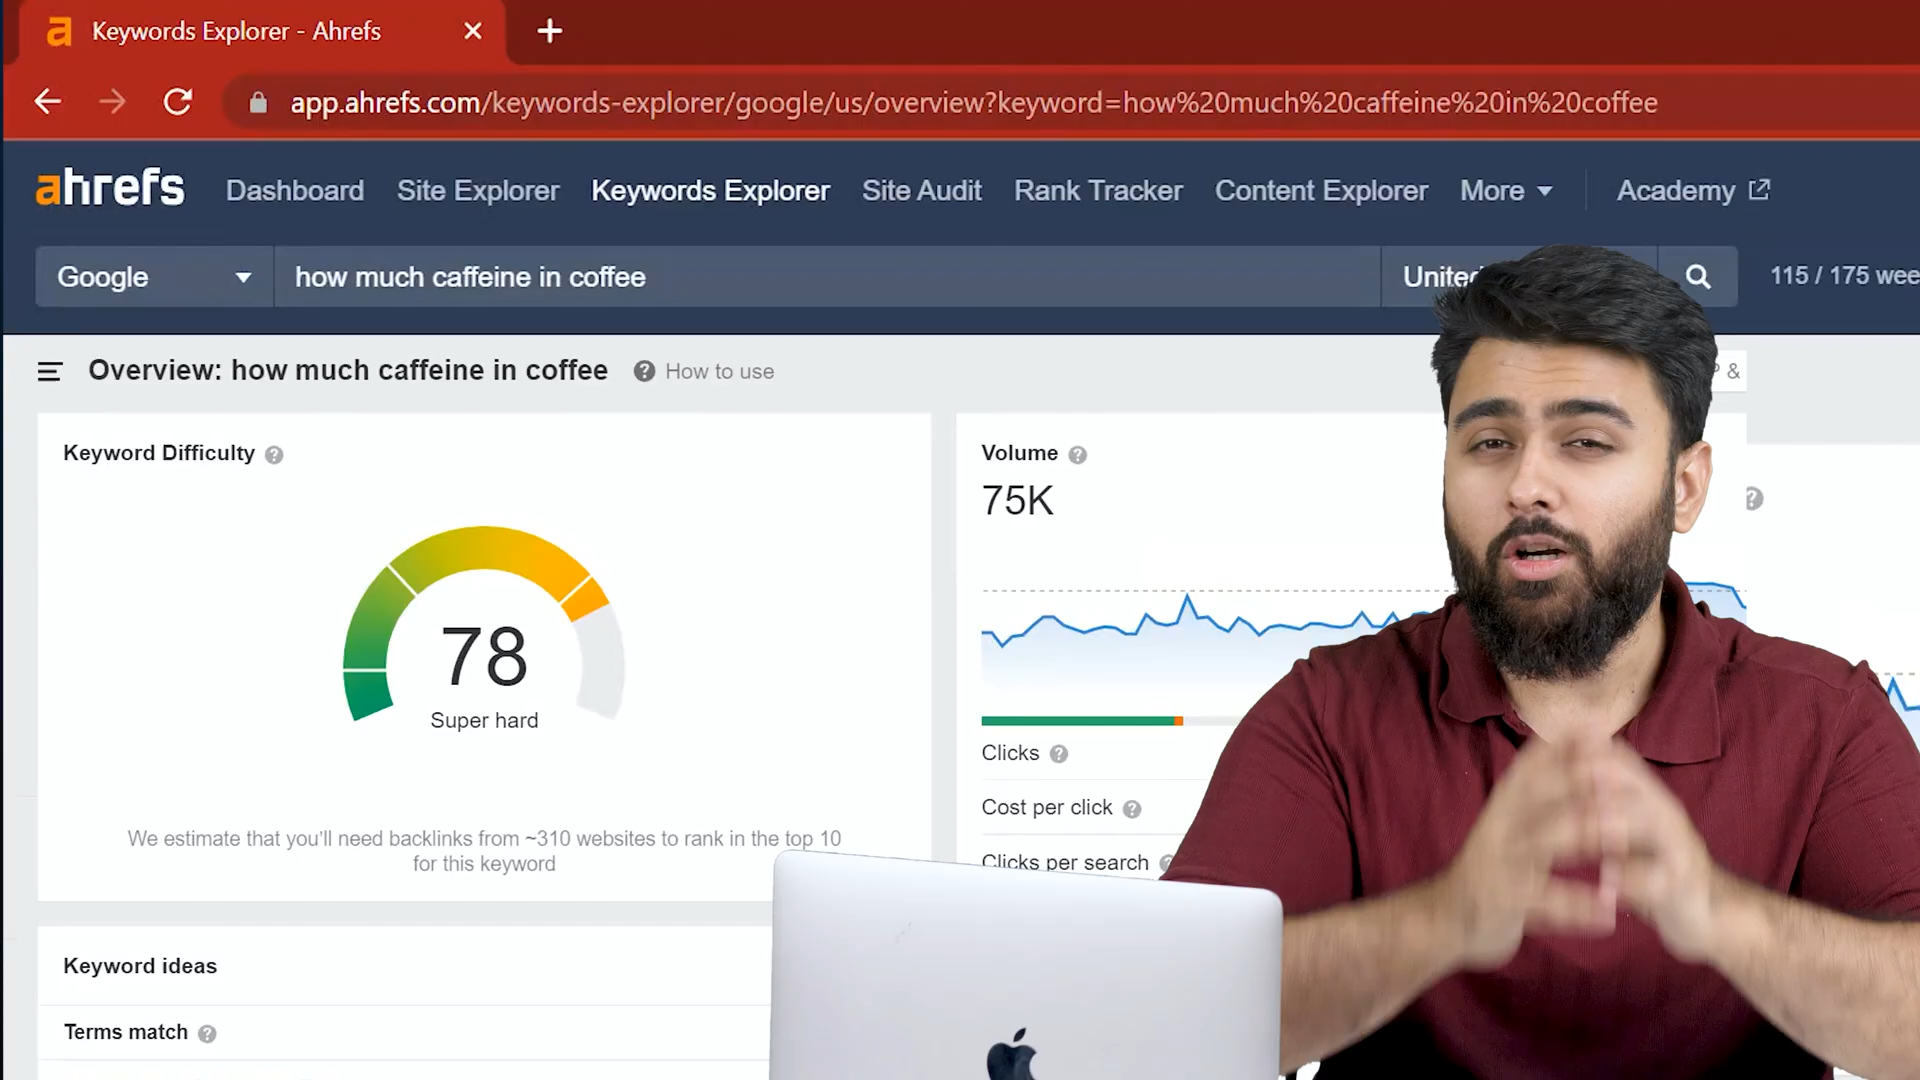 Keywords Explorer - Ahrefs
app.ahrefs.com/keywords-explorer/google/us/overview?keyword=how%20much%20caffeine%20in%20coffee
ahrefs Dashboard Site Explorer Keywords Explorer Site Audit Rank Tracker Content Explorer More Academy
Google how much caffeine in coffee United 115 / 175
Overview: how much caffeine in coffee ? How to use &
Keyword Difficulty ?
Volume ?
75K
?
78
Super hard
Clicks ?
Cost per click ?
We estimate that you'll need backlinks from ~310 websites to rank in the top 10
for this keyword
Clicks per search ?
Keyword ideas
Terms match ?